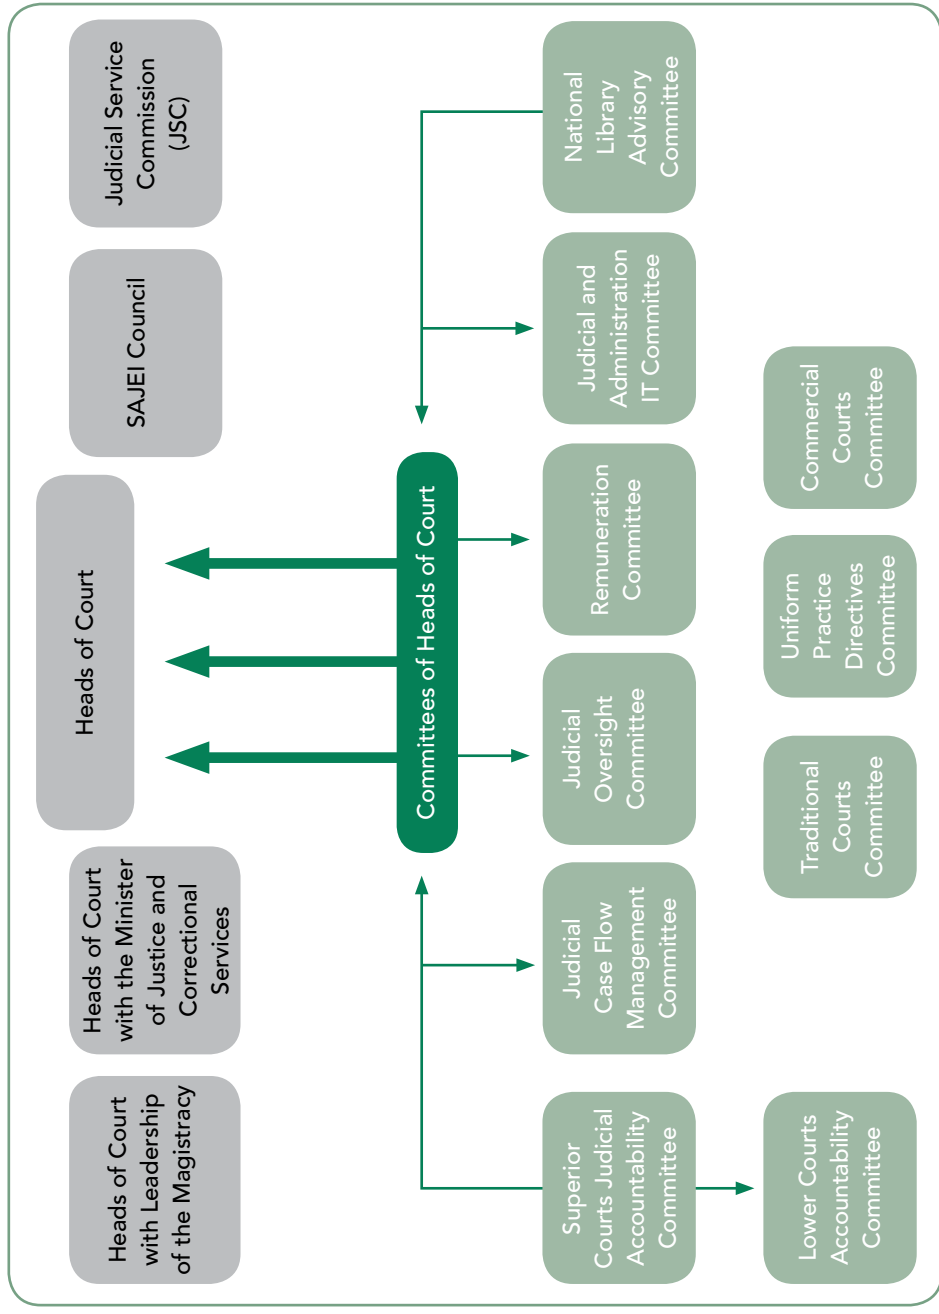 Heads of Court
with Leadership
of the Magistracy
Heads of Court
with the Minister
of Justice and
Correctional
Services
Heads of Court
SAJEI Council
Judicial Service
Commission
(JSC)
Committees of Heads of Court
Superior
Courts Judicial
Accountability
Committee
Judicial
Case Flow
Management
Committee
Judicial
Oversight
Committee
Remuneration
Committee
Judicial and
Administration
IT Committee
National
Library
Advisory
Committee
Lower Courts
Accountability
Committee
Traditional
Courts
Committee
Uniform
Practice
Directives
Committee
Commercial
Courts
Committee